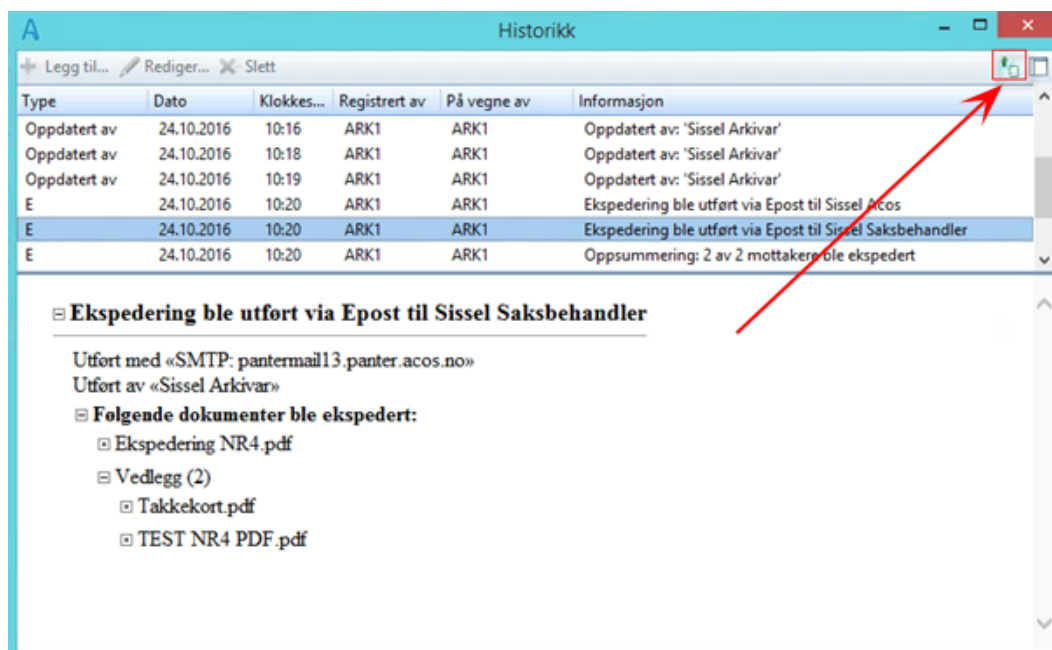 Historikk
Legg til... Rediger... Slett
Type Dato Klokkes... Registrert av På vegne av Informasjon
Oppdatert av 24.10.2016 10:16 ARK1 ARK1 Oppdatert av: 'Sissel Arkivar'
Oppdatert av 24.10.2016 10:18 ARK1 ARK1 Oppdatert av: 'Sissel Arkivar'
Oppdatert av 24.10.2016 10:19 ARK1 ARK1 Oppdatert av: 'Sissel Arkivar'
E 24.10.2016 10:20 ARK1 ARK1 Ekspedering ble utført via Epost til Sissel Acos
E 24.10.2016 10:20 ARK1 ARK1 Ekspedering ble utført via Epost til Sissel Saksbehandler
E 24.10.2016 10:20 ARK1 ARK1 Oppsummering: 2 av 2 mottakere ble ekspedert
Ekspedering ble utført via Epost til Sissel Saksbehandler
Utført med «SMTP: pantermail13.panter.acos.no»
Utført av «Sissel Arkivar»
Følgende dokumenter ble ekspedert:
Ekspedering NR4.pdf
Vedlegg (2)
Takkekort.pdf
TEST NR4 PDF.pdf